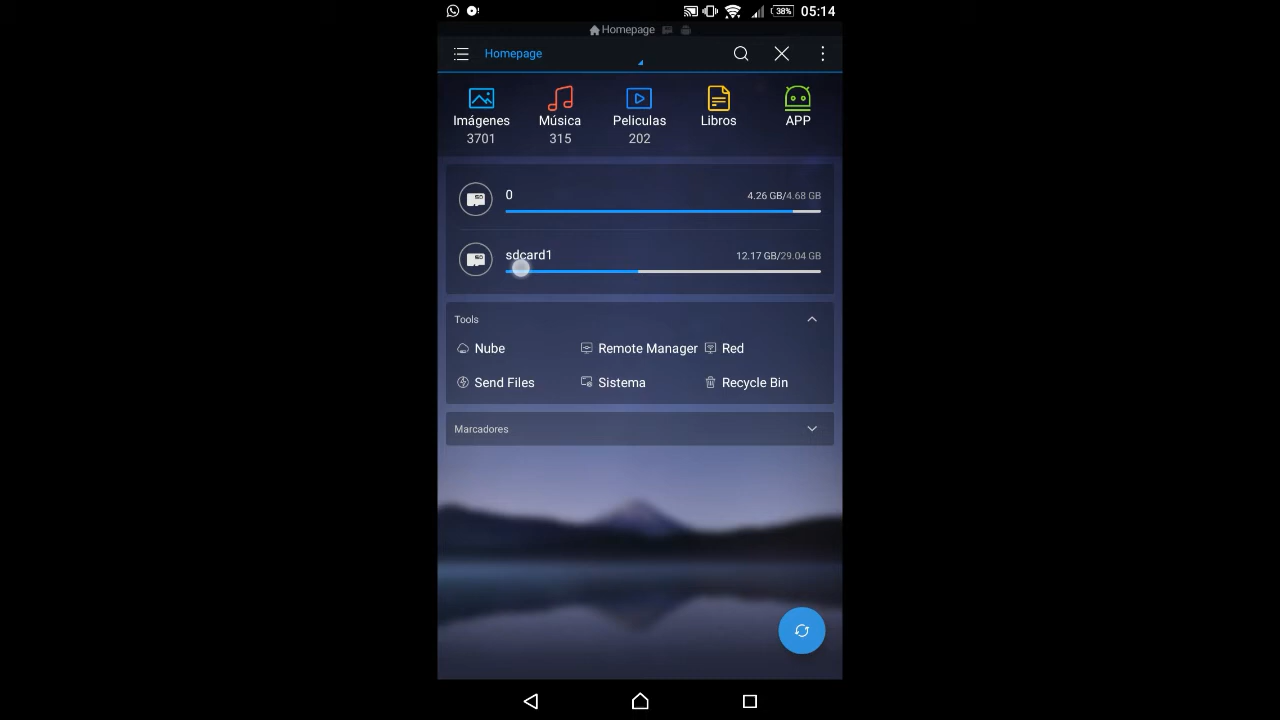 38% 05:14
Homepage
Homepage
Imágenes Música Peliculas Libros APP
3701 315 202
0 4.26 GB/4.68 GB
sdcard1 12.17 GB/29.04 GB
Tools
Nube Remote Manager Red
Send Files Sistema Recycle Bin
Marcadores